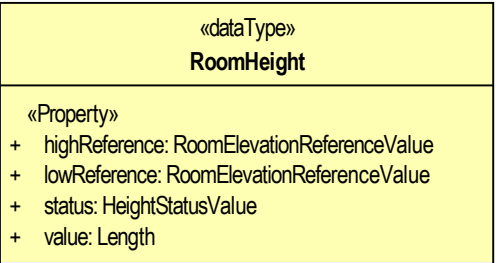 «dataType»
RoomHeight
«Property»
+ highReference: RoomElevationReferenceValue
+ lowReference: RoomElevationReferenceValue
+ status: HeightStatusValue
+ value: Length